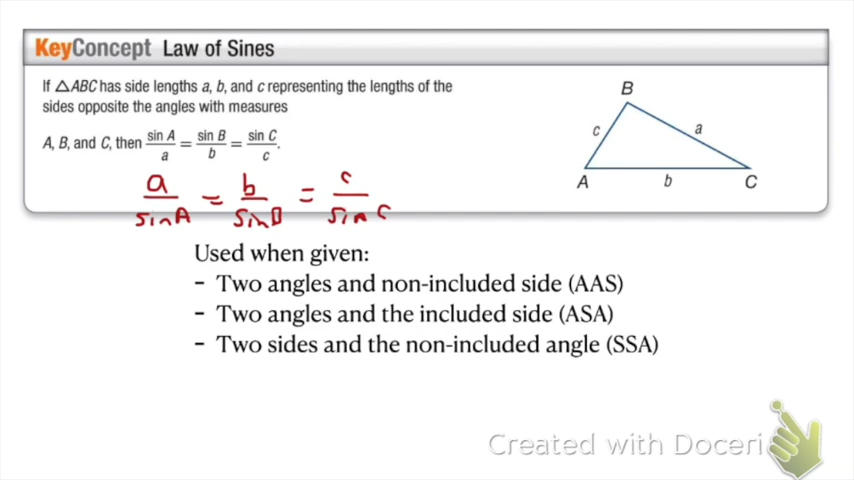 KeyConcept Law of Sines
If △ABC has side lengths a, b, and c representing the lengths of the
sides opposite the angles with measures
A, B, and C, then sin A/a = sin B/b = sin C/c.
B
c
a
A
b
C
a/sinA = b/sinB = c/sin C
Used when given:
- Two angles and non-included side (AAS)
- Two angles and the included side (ASA)
- Two sides and the non-included angle (SSA)
Created with Doceri